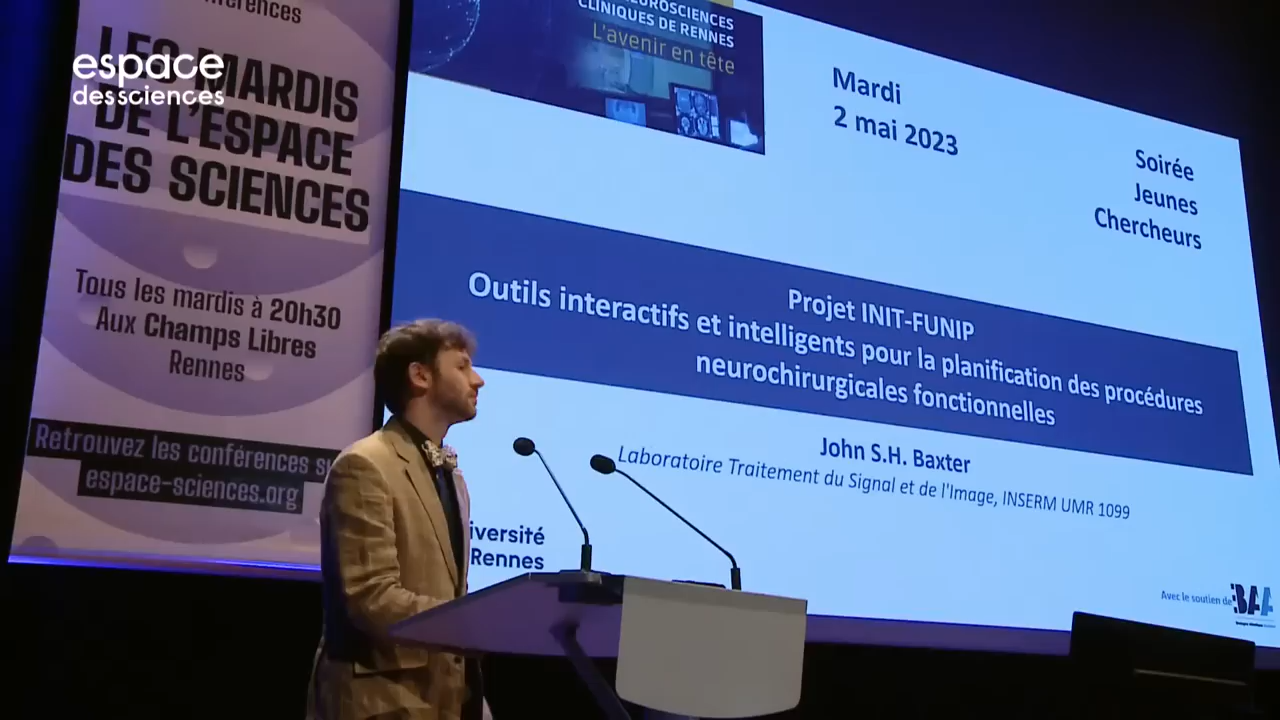 espace
des sciences
LES MARDIS
DE L'ESPACE
DES SCIENCES
Tous les mardis à 20h30
Aux Champs Libres
Rennes
Retrouvez les conférences
espace-sciences.org
CLINIQUES DE RENNES
L'avenir en tête
Mardi
2 mai 2023
Soirée
Jeunes
Chercheurs
Projet INIT-FUNIP
Outils interactifs et intelligents pour la planification des procédures
neurochirurgicales fonctionnelles
John S.H. Baxter
Laboratoire Traitement du Signal et de l'Image, INSERM UMR 1099
Rennes
Avec le soutien de